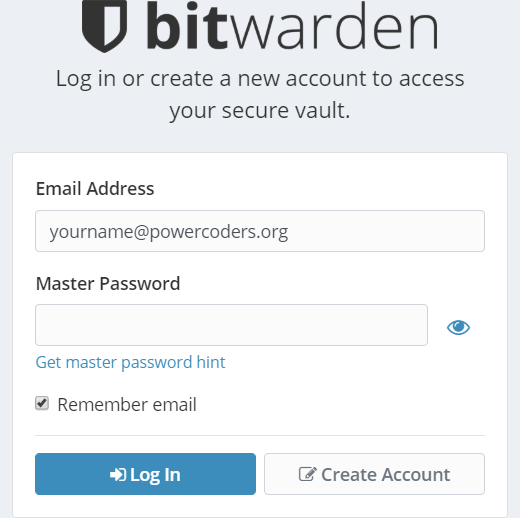 bitwarden
Log in or create a new account to access
your secure vault.
Email Address
yourname@powercoders.org
Master Password
Get master password hint
Remember email
Log In
Create Account